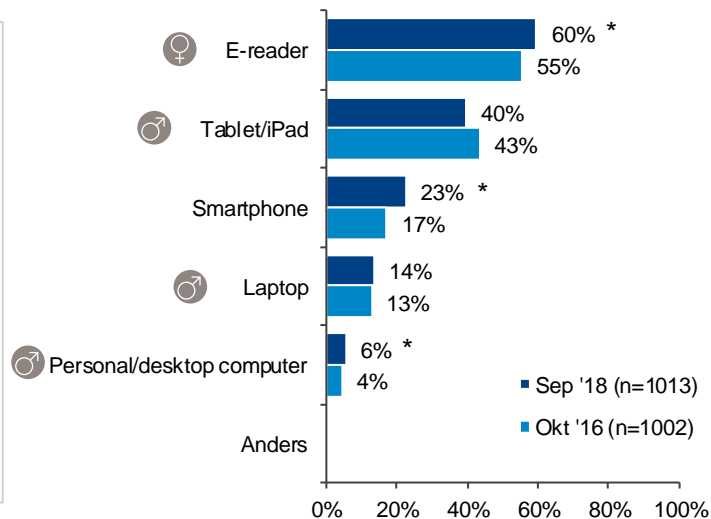 E-reader
60% *
55%
Tablet/iPad
40%
43%
Smartphone
23% *
17%
Laptop
14%
13%
Personal/desktop computer
6% *
4%
Anders
Sep '18 (n=1013)
Okt '16 (n=1002)
0% 20% 40% 60% 80% 100%